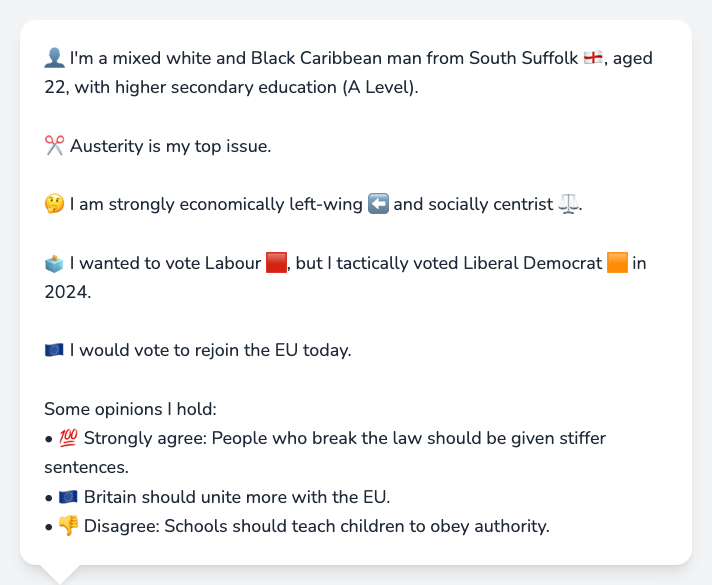 👤 I'm a mixed white and Black Caribbean man from South Suffolk 🏴󠁧󠁢󠁥󠁮󠁧󠁿, aged
22, with higher secondary education (A Level).
✂️ Austerity is my top issue.
🤔 I am strongly economically left-wing ⬅️ and socially centrist ⚖️.
🗳️ I wanted to vote Labour 🟥, but I tactically voted Liberal Democrat 🟧 in
2024.
🇪🇺 I would vote to rejoin the EU today.
Some opinions I hold:
• 💯 Strongly agree: People who break the law should be given stiffer
sentences.
• 🇪🇺 Britain should unite more with the EU.
• 👎 Disagree: Schools should teach children to obey authority.